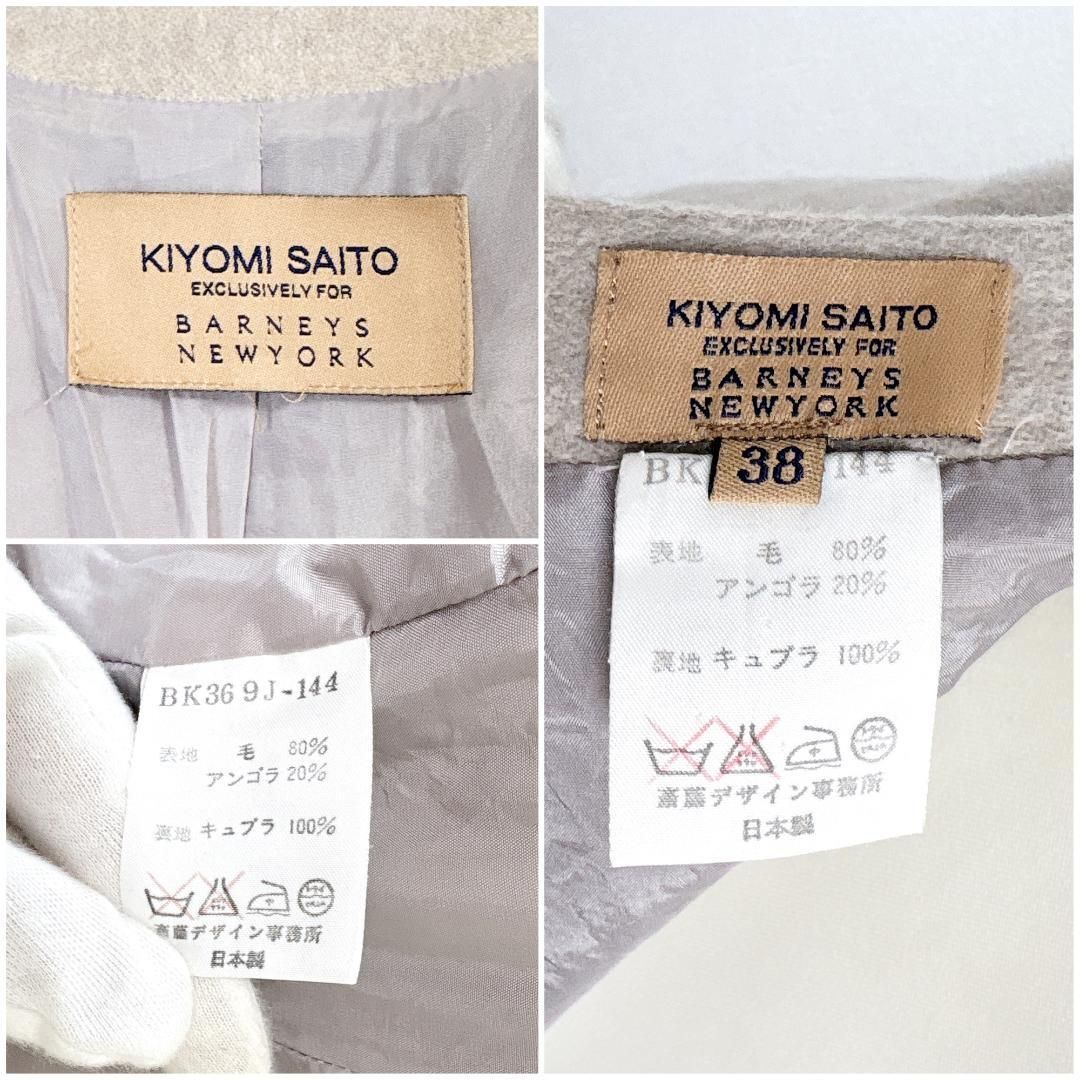 KIYOMI SAITO
EXCLUSIVELY FOR
BARNEYS
NEWYORK
BK36 9J-144
表地 毛 80%
アンゴラ 20%
裏地 キュプラ 100%
斎藤デザイン事務所
日本製
KIYOMI SAITO
EXCLUSIVELY FOR
BARNEYS
NEWYORK
38
BK 144
表地 毛 80%
アンゴラ 20%
裏地 キュプラ 100%
斎藤デザイン事務所
日本製